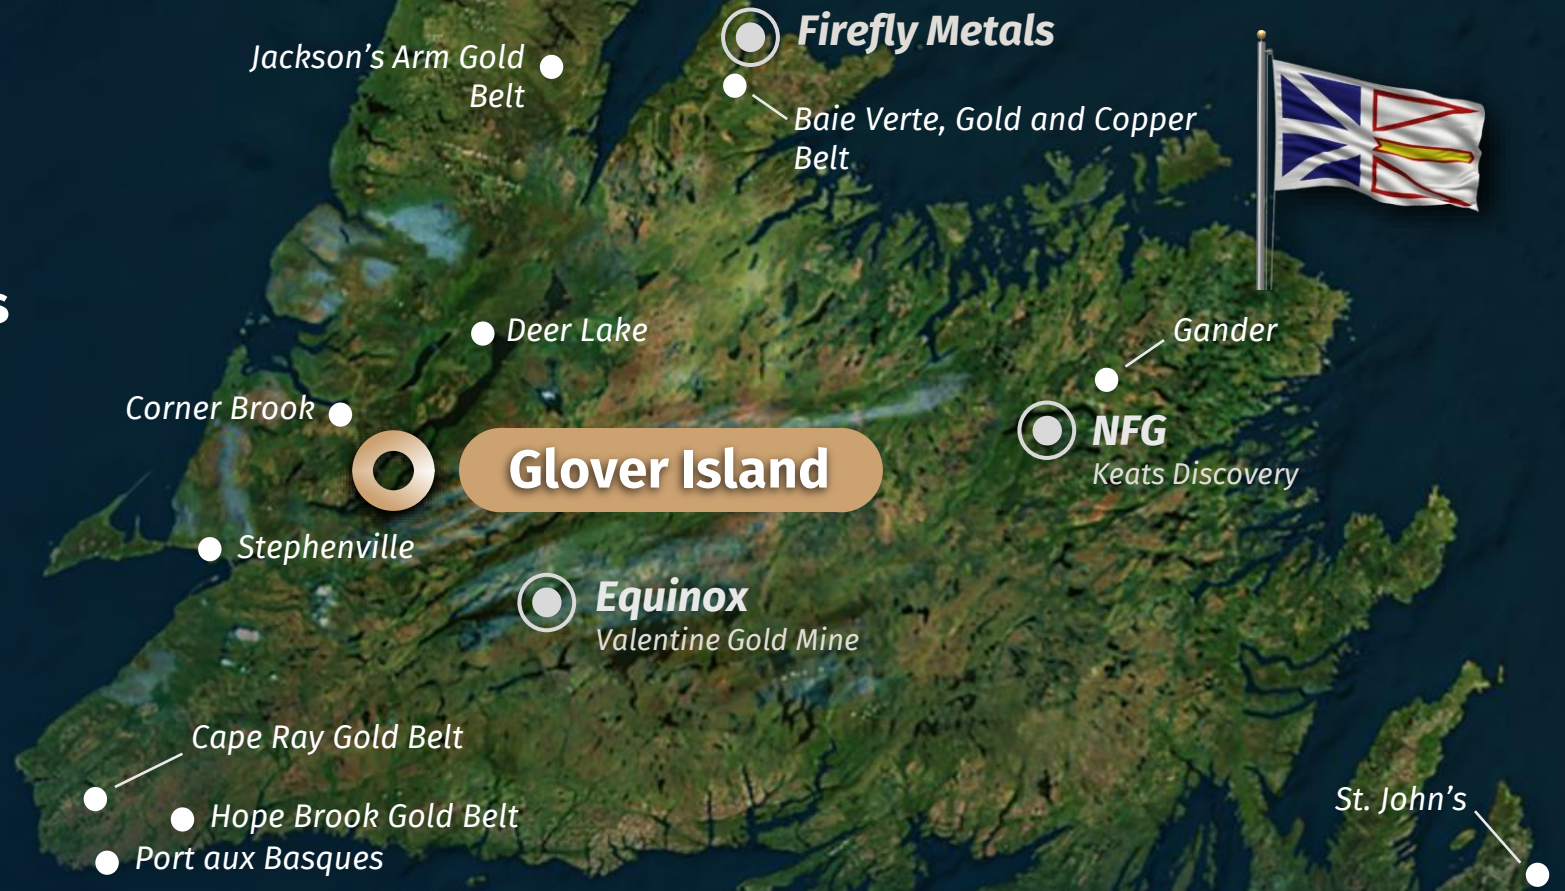 Firefly Metals
Jackson's Arm Gold
Belt
Baie Verte, Gold and Copper
Belt
s
Deer Lake
Gander
Corner Brook
NFG
Keats Discovery
Glover Island
Stephenville
Equinox
Valentine Gold Mine
Cape Ray Gold Belt
St. John's
Hope Brook Gold Belt
Port aux Basques